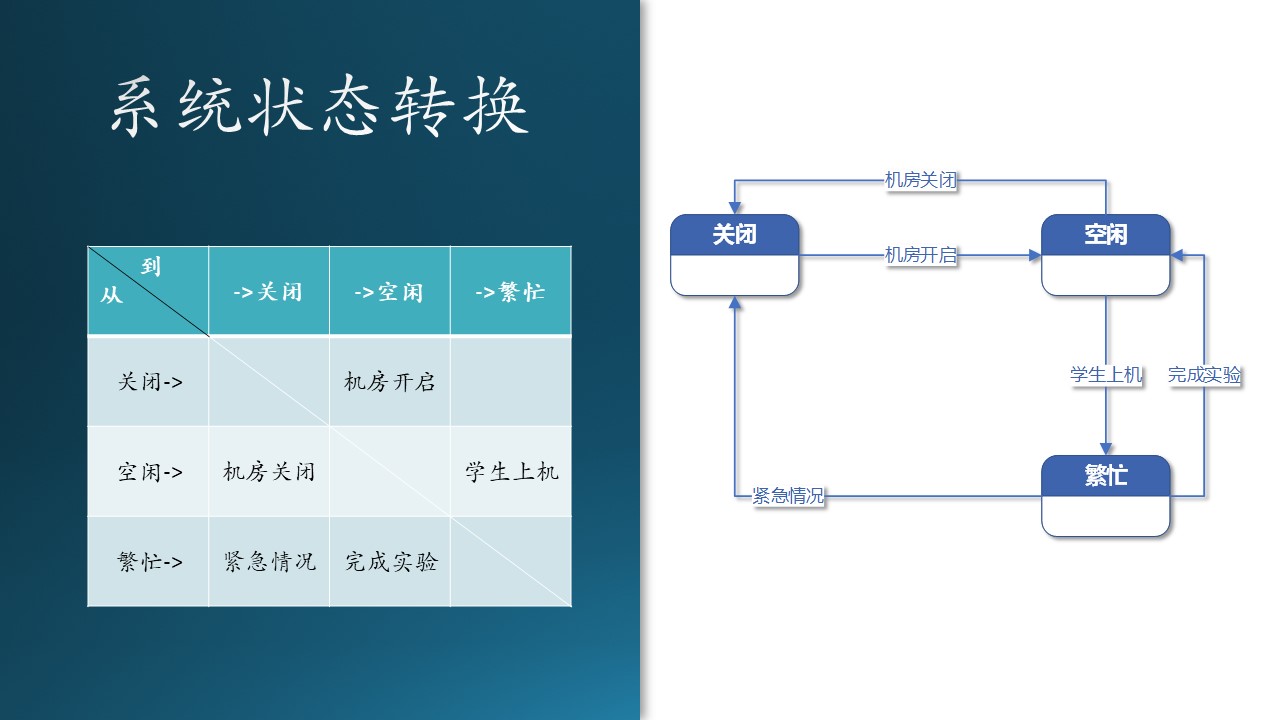 系统状态转换
到
从
->关闭
->空闲
->繁忙
关闭->
机房开启
空闲->
机房关闭
学生上机
繁忙->
紧急情况
完成实验
机房关闭
关闭
空闲
机房开启
学生上机
完成实验
繁忙
紧急情况